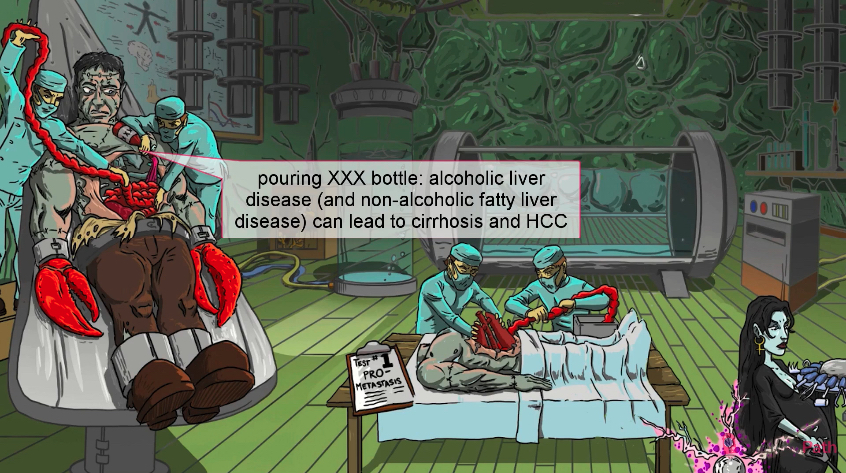 pouring XXX bottle: alcoholic liver
disease (and non-alcoholic fatty liver
disease) can lead to cirrhosis and HCC
TEST #1
PRO-
METASTASIS